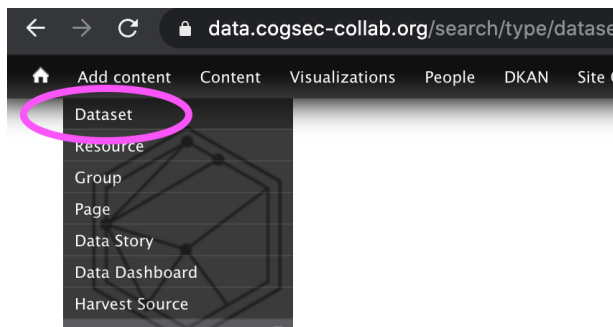 data.cogsec-collab.org/search/type/datase
Add content Content Visualizations People DKAN Site
Dataset
Resource
Group
Page
Data Story
Data Dashboard
Harvest Source